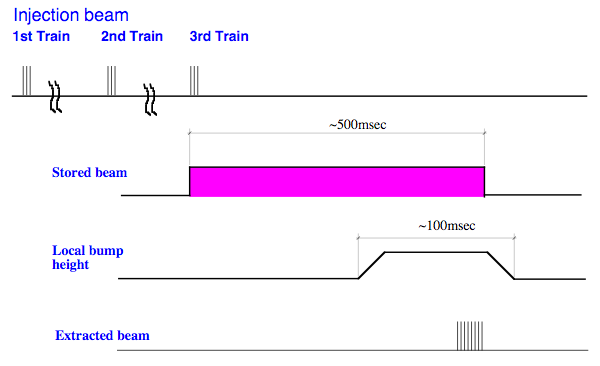 Injection beam
1st Train 2nd Train 3rd Train
~500msec
Stored beam
~100msec
Local bump
height
Extracted beam